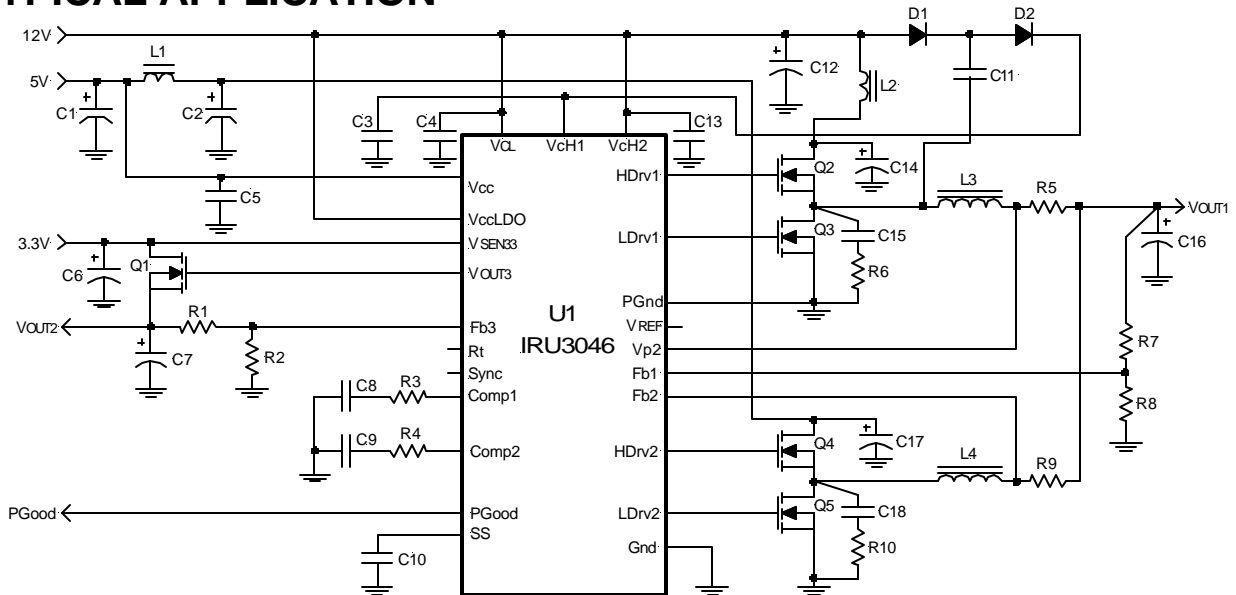 TYPICAL APPLICATION
D1 D2
12V
L1
C12 C11
5V
L2
C1 C2 C3 C4 C13
VCL VCH1 VCH2
C14
HDrv1 Q2
L3
Vcc
C5
R5
VOUT1
VccLDO
Q3
C16
3.3V
VSEN33
LDrv1
C15
C6 Q1
VOUT3
R6
PGnd
R1
U1
VREF
VOUT2
Fb3
IRU3046
R7
C7 R2
Rt
Vp2
Sync
Fb1
C8 R3
Comp1
Fb2
R8
C9 R4
Q4 C17
Comp2
HDrv2
L4
R9
PGood
PGood
LDrv2
Q5 C18
SS
C10
Gnd
R10